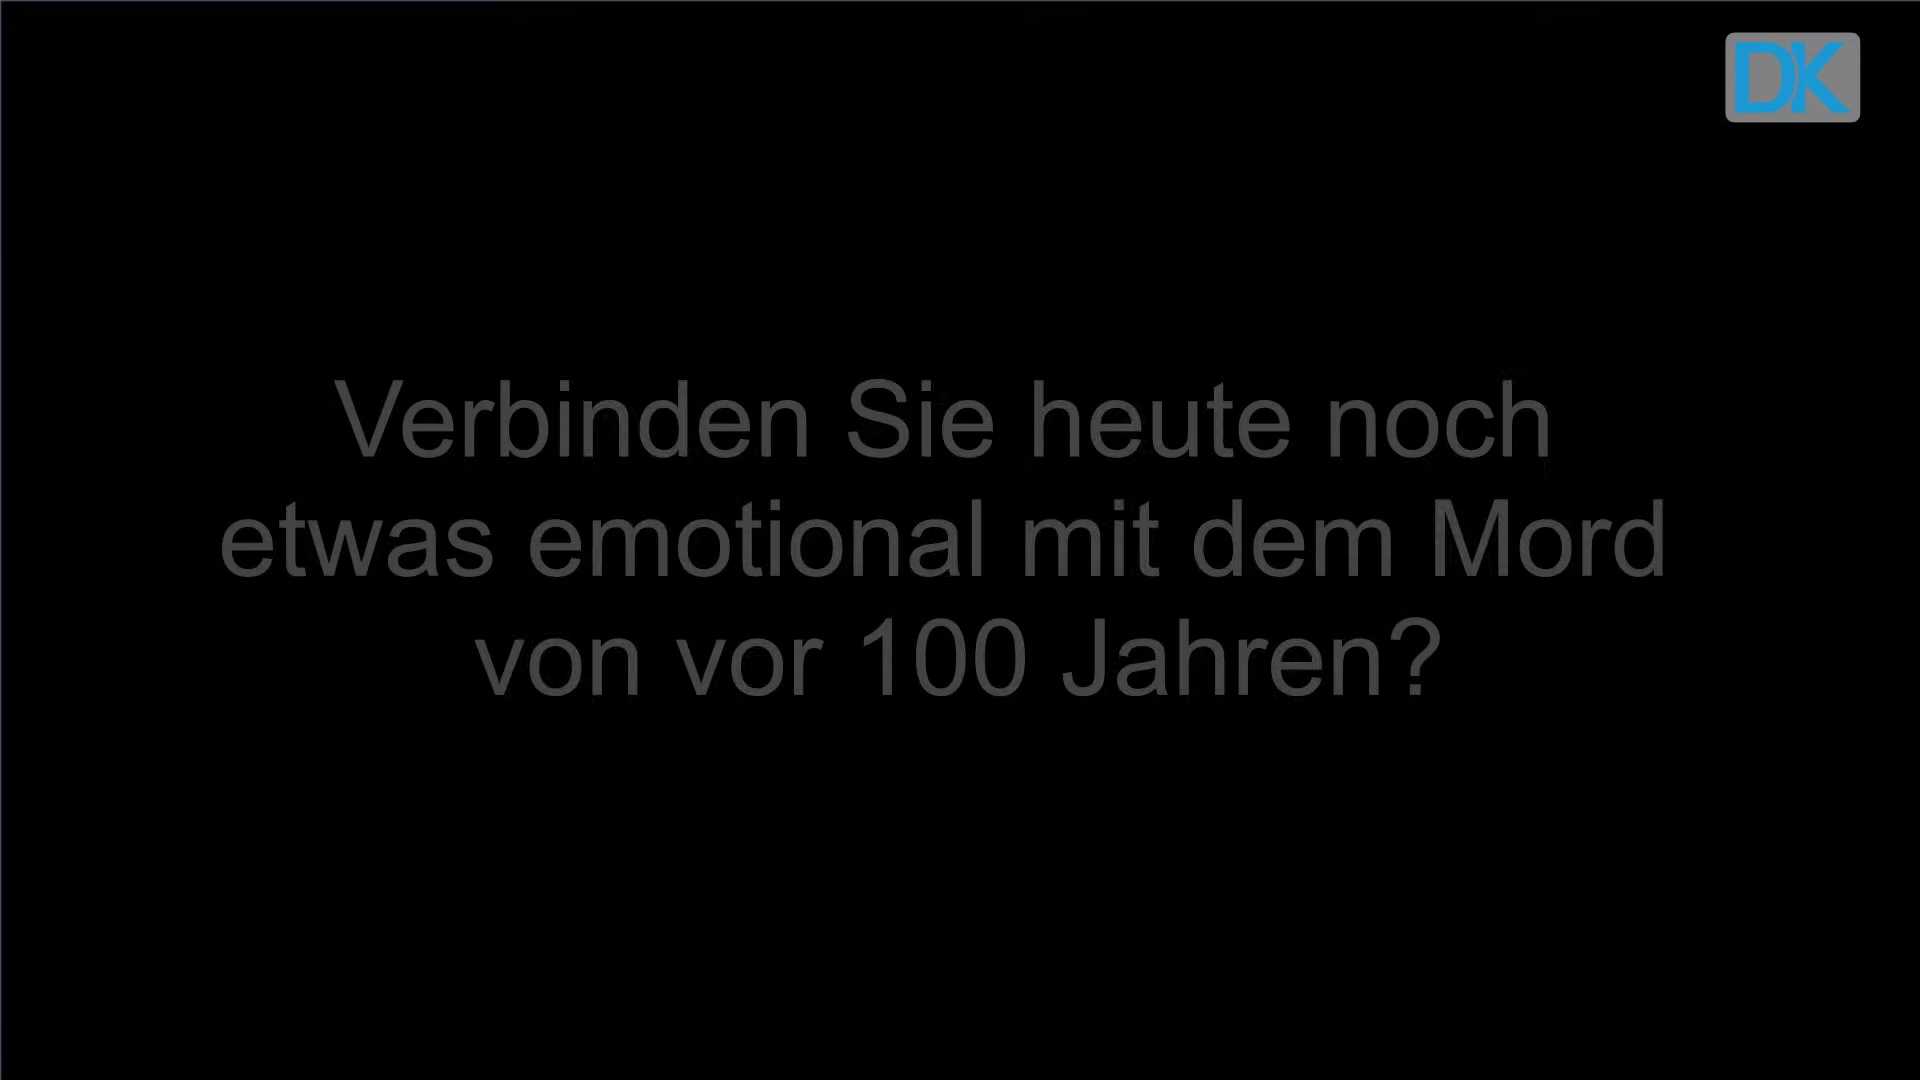 DK
Verbinden Sie heute noch
etwas emotional mit dem Mord
von vor 100 Jahren?